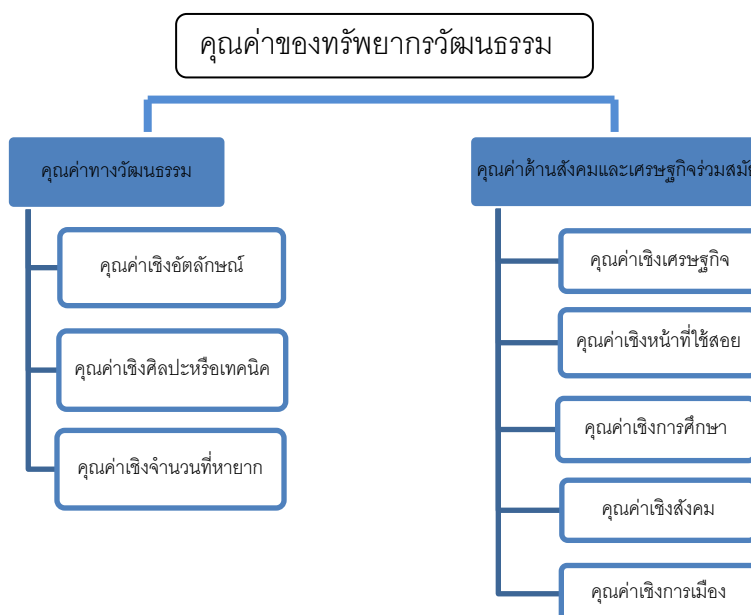 คุณค่าของทรัพยากรวัฒนธรรม
คุณค่าทางวัฒนธรรม
คุณค่าเชิงอัตลักษณ์
คุณค่าเชิงศิลปะหรือเทคนิค
คุณค่าเชิงจำนวนที่หายาก
คุณค่าด้านสังคมและเศรษฐกิจร่วมสมัย
คุณค่าเชิงเศรษฐกิจ
คุณค่าเชิงหน้าที่ใช้สอย
คุณค่าเชิงการศึกษา
คุณค่าเชิงสังคม
คุณค่าเชิงการเมือง